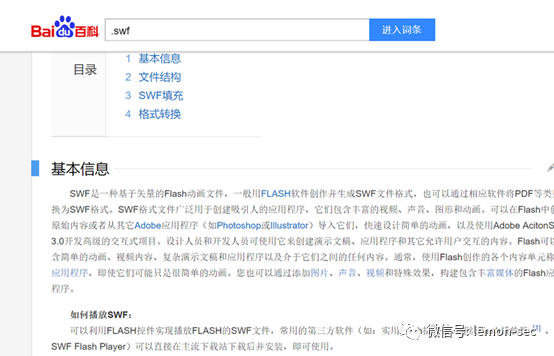 Bai du 百科
.swf
进入词条
目录
1 基本信息
2 文件结构
3 SWF填充
4 格式转换
基本信息
SWF是一种基于矢量的Flash动画文件，一般用FLASH软件创作并生成SWF文件格式，也可以通过相应软件将PDF等类
换为SWF格式。SWF格式文件广泛用于创建吸引人的应用程序，它们包含丰富的视频、声音、图形和动画。可以在Flash中创
原始内容或者从其它Adobe应用程序（如Photoshop或Illustrator）导入它们，快速设计简单的动画，以及使用Adobe AcitonS
3.0开发高级的交互式项目。设计人员和开发人员可使用它来创建演示文稿、应用程序和其它允许用户交互的内容。Flash可以
含简单的动画、视频内容、复杂演示文稿和应用程序以及介于它们之间的任何内容。通常，使用Flash创作的各个内容单元称
应用程序，即使它们可能只是很简单的动画。您也可以通过添加图片、声音、视频和特殊效果，构建包含丰富媒体的Flash应
程序。
如何播放SWF：
可以利用FLASH控件实现播放FLASH的SWF文件，常用的第三方软件（如：实用 [3] 、
SWF Flash Player）可以直接在主流下载站下载后并安装，即可使用。
微信号: lemon-sec